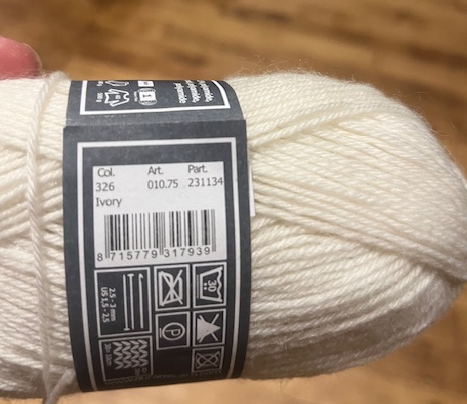 Col. Art. Part.
326 010.75 231134
Ivory
8 715779 317939
30
P
2.5 - 3 mm
US 1.5 - 2.5